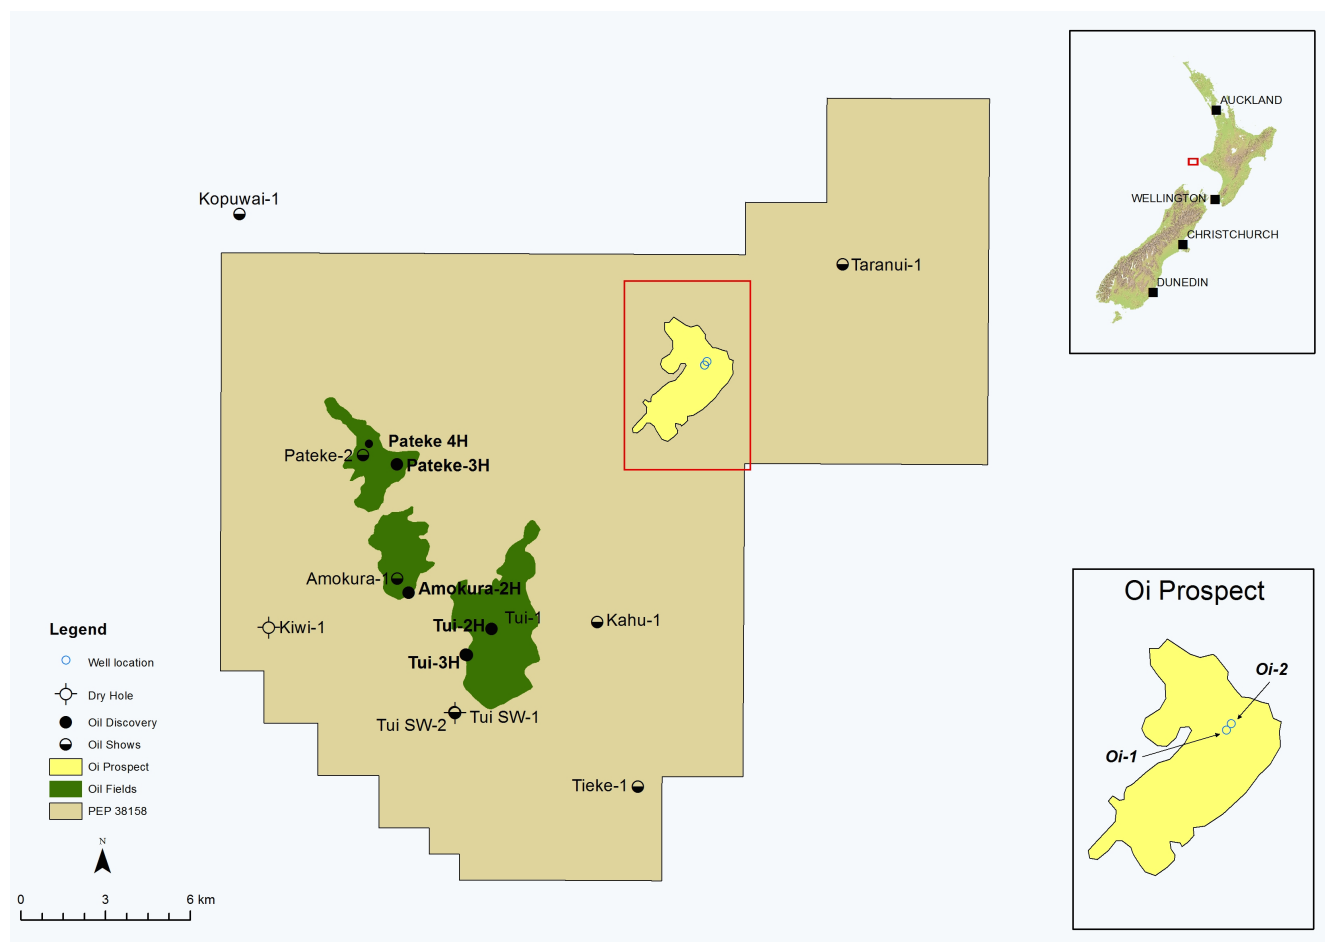 AUCKLAND
WELLINGTON
CHRISTCHURCH
DUNEDIN
Kopuwai-1
Taranui-1
Pateke 4H
Pateke-2
Pateke-3H
Amokura-1
Amokura-2H
Tui-1
Tui-2H
Kahu-1
Kiwi-1
Tui-3H
Tui SW-2
Tui SW-1
Tieke-1
Legend
Well location
Dry Hole
Oil Discovery
Oil Shows
Oi Prospect
Oil Fields
PEP 38158
N
0 3 6 km
Oi Prospect
Oi-2
Oi-1